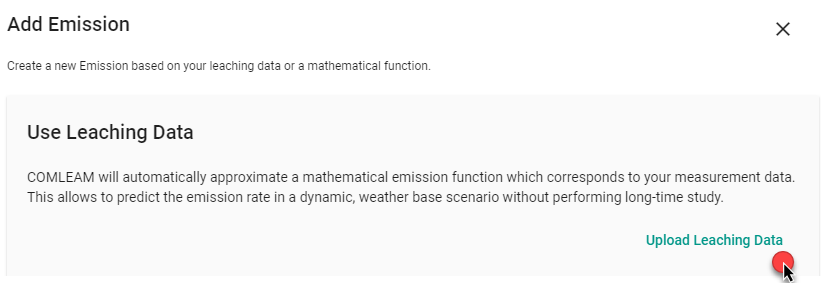 Add Emission
Create a new Emission based on your leaching data or a mathematical function.
Use Leaching Data
COMLEAM will automatically approximate a mathematical emission function which corresponds to your measurement data.
This allows to predict the emission rate in a dynamic, weather base scenario without performing long-time study.
Upload Leaching Data